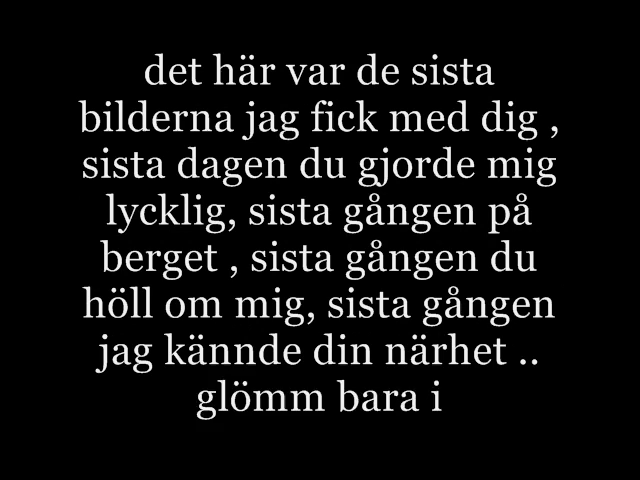 det här var de sista
bilderna jag fick med dig ,
sista dagen du gjorde mig
lycklig, sista gången på
berget , sista gången du
höll om mig, sista gången
jag kännde din närhet ..
glömm bara i